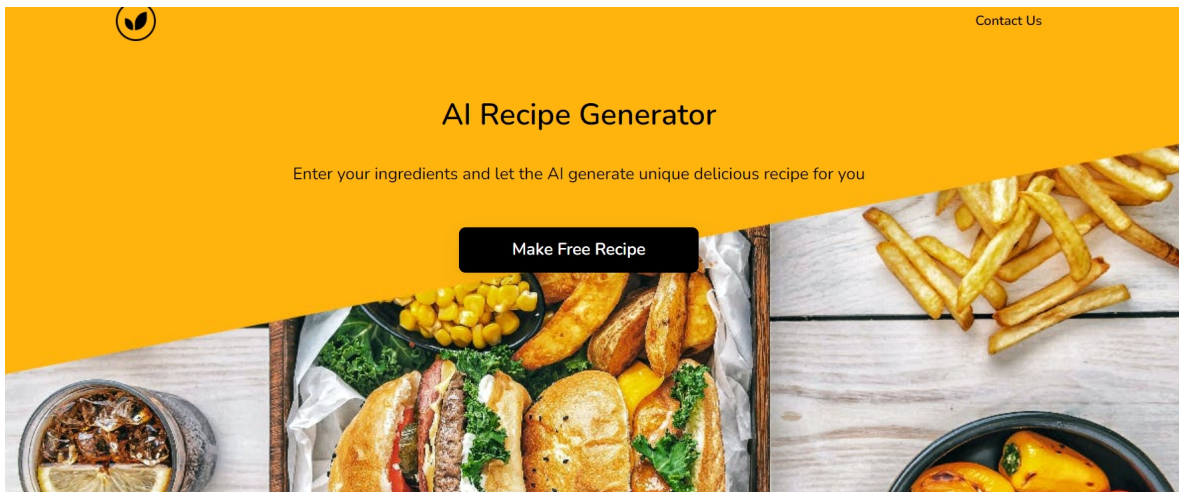 Contact Us
AI Recipe Generator
Enter your ingredients and let the AI generate unique delicious recipe for you
Make Free Recipe